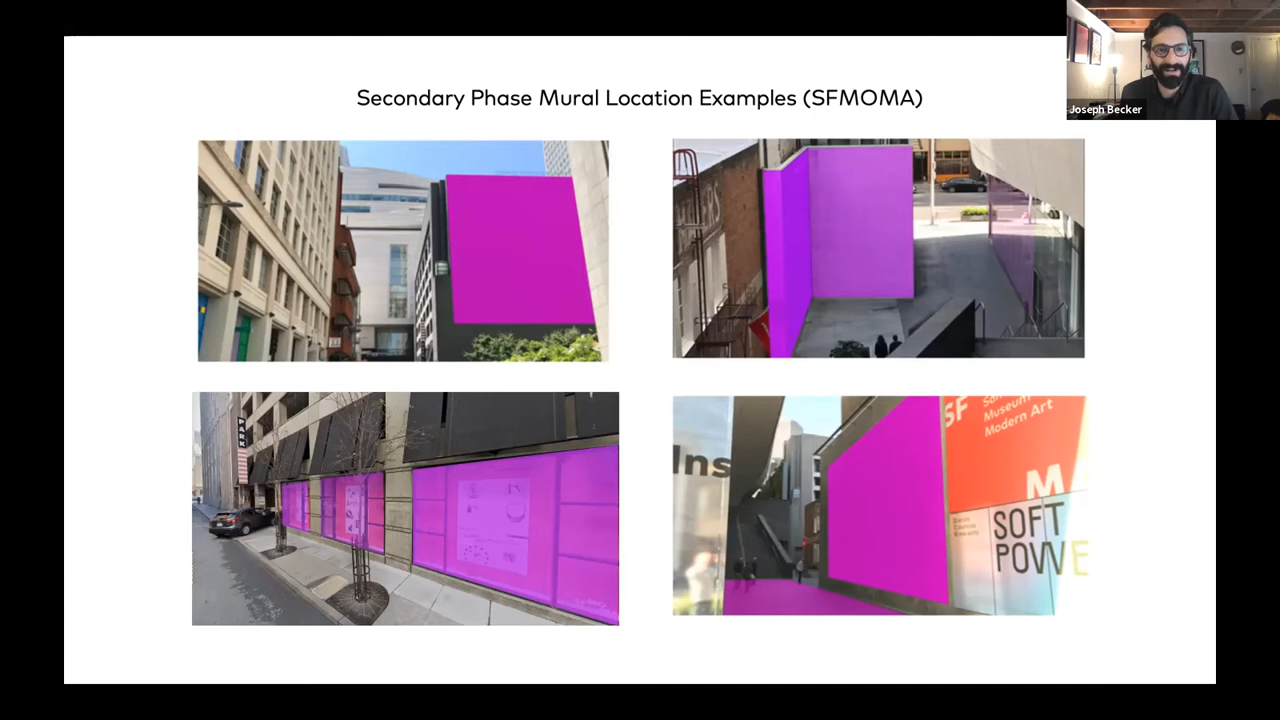 Secondary Phase Mural Location Examples (SFMOMA)
Joseph Becker
PARK
Ins
SF
Museum
Modern Art
M
SOFT
POWE